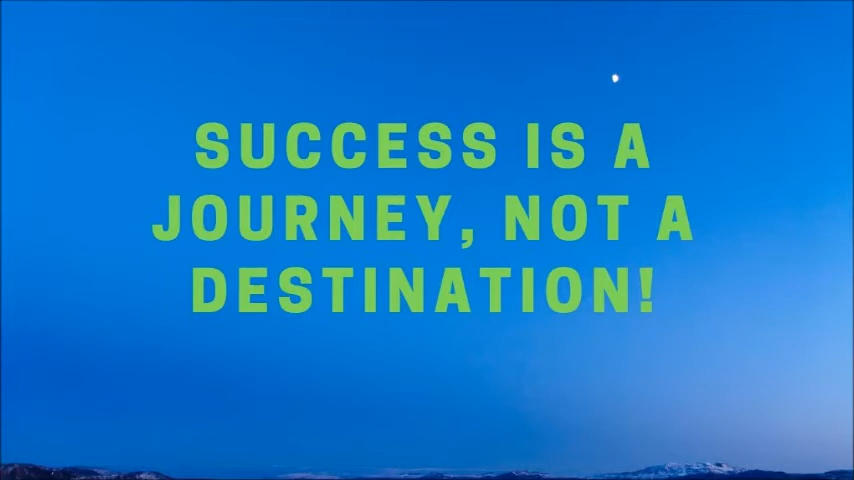 SUCCESS IS A
JOURNEY, NOT A
DESTINATION!